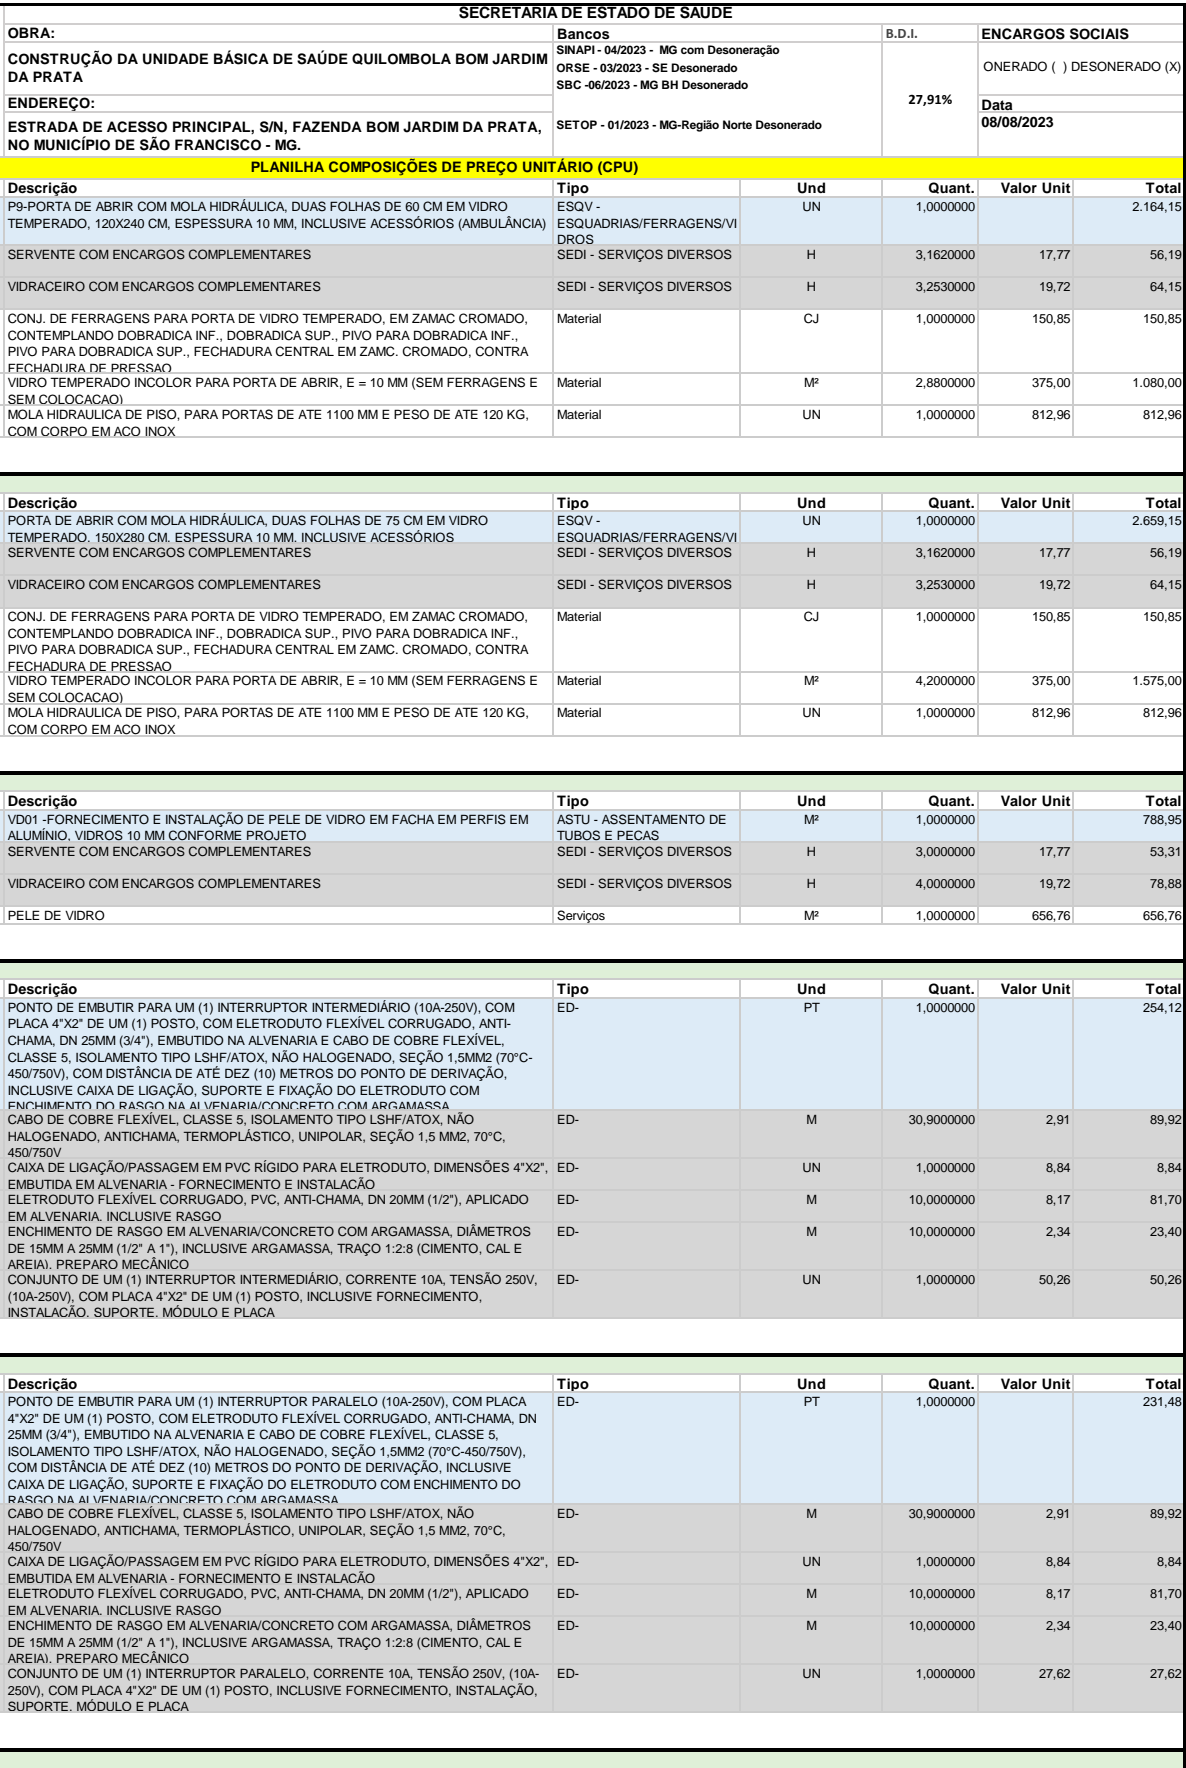 SECRETARIA DE ESTADO DE SAÚDE
OBRA: Bancos B.D.I. ENCARGOS SOCIAIS
CONSTRUÇÃO DA UNIDADE BÁSICA DE SAÚDE QUILOMBOLA BOM JARDIM
DA PRATA
SINAPI - 04/2023 - MG com Desoneração
ORSE - 03/2023 - SE Desonerado
SBC -06/2023 - MG BH Desonerado
ONERADO ( ) DESONERADO (X)
27,91%
ENDEREÇO: Data
ESTRADA DE ACESSO PRINCIPAL, S/N, FAZENDA BOM JARDIM DA PRATA,
NO MUNICÍPIO DE SÃO FRANCISCO - MG.
SETOP - 01/2023 - MG-Região Norte Desonerado
08/08/2023
PLANILHA COMPOSIÇÕES DE PREÇO UNITÁRIO (CPU)
Descrição Tipo Und Quant. Valor Unit Total
P9-PORTA DE ABRIR COM MOLA HIDRÁULICA, DUAS FOLHAS DE 60 CM EM VIDRO ESQV - UN 1,0000000 2.164,15
TEMPERADO, 120X240 CM, ESPESSURA 10 MM, INCLUSIVE ACESSÓRIOS (AMBULÂNCIA) ESQUADRIAS/FERRAGENS/VI
DROS
SERVENTE COM ENCARGOS COMPLEMENTARES SEDI - SERVIÇOS DIVERSOS H 3,1620000 17,77 56,19
VIDRACEIRO COM ENCARGOS COMPLEMENTARES SEDI - SERVIÇOS DIVERSOS H 3,2530000 19,72 64,15
CONJ. DE FERRAGENS PARA PORTA DE VIDRO TEMPERADO, EM ZAMAC CROMADO, Material CJ 1,0000000 150,85 150,85
CONTEMPLANDO DOBRADICA INF., DOBRADICA SUP., PIVO PARA DOBRADICA INF.,
PIVO PARA DOBRADICA SUP., FECHADURA CENTRAL EM ZAMC. CROMADO, CONTRA
FECHADURA DE PRESSAO
VIDRO TEMPERADO INCOLOR PARA PORTA DE ABRIR, E = 10 MM (SEM FERRAGENS E Material M² 2,8800000 375,00 1.080,00
SEM COLOCACAO)
MOLA HIDRAULICA DE PISO, PARA PORTAS DE ATE 1100 MM E PESO DE ATE 120 KG, Material UN 1,0000000 812,96 812,96
COM CORPO EM ACO INOX
Descrição Tipo Und Quant. Valor Unit Total
PORTA DE ABRIR COM MOLA HIDRÁULICA, DUAS FOLHAS DE 75 CM EM VIDRO ESQV - UN 1,0000000 2.659,15
TEMPERADO, 150X280 CM, ESPESSURA 10 MM, INCLUSIVE ACESSÓRIOS ESQUADRIAS/FERRAGENS/VI
SERVENTE COM ENCARGOS COMPLEMENTARES SEDI - SERVIÇOS DIVERSOS H 3,1620000 17,77 56,19
VIDRACEIRO COM ENCARGOS COMPLEMENTARES SEDI - SERVIÇOS DIVERSOS H 3,2530000 19,72 64,15
CONJ. DE FERRAGENS PARA PORTA DE VIDRO TEMPERADO, EM ZAMAC CROMADO, Material CJ 1,0000000 150,85 150,85
CONTEMPLANDO DOBRADICA INF., DOBRADICA SUP., PIVO PARA DOBRADICA INF.,
PIVO PARA DOBRADICA SUP., FECHADURA CENTRAL EM ZAMC. CROMADO, CONTRA
FECHADURA DE PRESSAO
VIDRO TEMPERADO INCOLOR PARA PORTA DE ABRIR, E = 10 MM (SEM FERRAGENS E Material M² 4,2000000 375,00 1.575,00
SEM COLOCACAO)
MOLA HIDRAULICA DE PISO, PARA PORTAS DE ATE 1100 MM E PESO DE ATE 120 KG, Material UN 1,0000000 812,96 812,96
COM CORPO EM ACO INOX
Descrição Tipo Und Quant. Valor Unit Total
VD01 -FORNECIMENTO E INSTALAÇÃO DE PELE DE VIDRO EM FACHA EM PERFIS EM ASTU - ASSENTAMENTO DE M² 1,0000000 788,95
ALUMÍNIO, VIDROS 10 MM CONFORME PROJETO TUBOS E PECAS
SERVENTE COM ENCARGOS COMPLEMENTARES SEDI - SERVIÇOS DIVERSOS H 3,0000000 17,77 53,31
VIDRACEIRO COM ENCARGOS COMPLEMENTARES SEDI - SERVIÇOS DIVERSOS H 4,0000000 19,72 78,88
PELE DE VIDRO Serviços M² 1,0000000 656,76 656,76
Descrição Tipo Und Quant. Valor Unit Total
PONTO DE EMBUTIR PARA UM (1) INTERRUPTOR INTERMEDIÁRIO (10A-250V), COM ED- PT 1,0000000 254,12
PLACA 4"X2" DE UM (1) POSTO, COM ELETRODUTO FLEXÍVEL CORRUGADO, ANTI-
CHAMA, DN 25MM (3/4"), EMBUTIDO NA ALVENARIA E CABO DE COBRE FLEXÍVEL,
CLASSE 5, ISOLAMENTO TIPO LSHF/ATOX, NÃO HALOGENADO, SEÇÃO 1,5MM2 (70°C-
450/750V), COM DISTÂNCIA DE ATÉ DEZ (10) METROS DO PONTO DE DERIVAÇÃO,
INCLUSIVE CAIXA DE LIGAÇÃO, SUPORTE E FIXAÇÃO DO ELETRODUTO COM
ENCHIMENTO DO RASGO NA ALVENARIA/CONCRETO COM ARGAMASSA
CABO DE COBRE FLEXÍVEL, CLASSE 5, ISOLAMENTO TIPO LSHF/ATOX, NÃO ED- M 30,9000000 2,91 89,92
HALOGENADO, ANTICHAMA, TERMOPLÁSTICO, UNIPOLAR, SEÇÃO 1,5 MM2, 70°C,
450/750V
CAIXA DE LIGAÇÃO/PASSAGEM EM PVC RÍGIDO PARA ELETRODUTO, DIMENSÕES 4"X2", ED- UN 1,0000000 8,84 8,84
EMBUTIDA EM ALVENARIA - FORNECIMENTO E INSTALAÇÃO
ELETRODUTO FLEXÍVEL CORRUGADO, PVC, ANTI-CHAMA, DN 20MM (1/2"), APLICADO ED- M 10,0000000 8,17 81,70
EM ALVENARIA, INCLUSIVE RASGO
ENCHIMENTO DE RASGO EM ALVENARIA/CONCRETO COM ARGAMASSA, DIÂMETROS ED- M 10,0000000 2,34 23,40
DE 15MM A 25MM (1/2" A 1"), INCLUSIVE ARGAMASSA, TRAÇO 1:2:8 (CIMENTO, CAL E
AREIA), PREPARO MECÂNICO
CONJUNTO DE UM (1) INTERRUPTOR INTERMEDIÁRIO, CORRENTE 10A, TENSÃO 250V, ED- UN 1,0000000 50,26 50,26
(10A-250V), COM PLACA 4"X2" DE UM (1) POSTO, INCLUSIVE FORNECIMENTO,
INSTALAÇÃO, SUPORTE, MÓDULO E PLACA
Descrição Tipo Und Quant. Valor Unit Total
PONTO DE EMBUTIR PARA UM (1) INTERRUPTOR PARALELO (10A-250V), COM PLACA ED- PT 1,0000000 231,48
4"X2" DE UM (1) POSTO, COM ELETRODUTO FLEXÍVEL CORRUGADO, ANTI-CHAMA, DN
25MM (3/4"), EMBUTIDO NA ALVENARIA E CABO DE COBRE FLEXÍVEL, CLASSE 5,
ISOLAMENTO TIPO LSHF/ATOX, NÃO HALOGENADO, SEÇÃO 1,5MM2 (70°C-450/750V),
COM DISTÂNCIA DE ATÉ DEZ (10) METROS DO PONTO DE DERIVAÇÃO, INCLUSIVE
CAIXA DE LIGAÇÃO, SUPORTE E FIXAÇÃO DO ELETRODUTO COM ENCHIMENTO DO
RASGO NA ALVENARIA/CONCRETO COM ARGAMASSA
CABO DE COBRE FLEXÍVEL, CLASSE 5, ISOLAMENTO TIPO LSHF/ATOX, NÃO ED- M 30,9000000 2,91 89,92
HALOGENADO, ANTICHAMA, TERMOPLÁSTICO, UNIPOLAR, SEÇÃO 1,5 MM2, 70°C,
450/750V
CAIXA DE LIGAÇÃO/PASSAGEM EM PVC RÍGIDO PARA ELETRODUTO, DIMENSÕES 4"X2", ED- UN 1,0000000 8,84 8,84
EMBUTIDA EM ALVENARIA - FORNECIMENTO E INSTALAÇÃO
ELETRODUTO FLEXÍVEL CORRUGADO, PVC, ANTI-CHAMA, DN 20MM (1/2"), APLICADO ED- M 10,0000000 8,17 81,70
EM ALVENARIA, INCLUSIVE RASGO
ENCHIMENTO DE RASGO EM ALVENARIA/CONCRETO COM ARGAMASSA, DIÂMETROS ED- M 10,0000000 2,34 23,40
DE 15MM A 25MM (1/2" A 1"), INCLUSIVE ARGAMASSA, TRAÇO 1:2:8 (CIMENTO, CAL E
AREIA), PREPARO MECÂNICO
CONJUNTO DE UM (1) INTERRUPTOR PARALELO, CORRENTE 10A, TENSÃO 250V, (10A- ED- UN 1,0000000 27,62 27,62
250V), COM PLACA 4"X2" DE UM (1) POSTO, INCLUSIVE FORNECIMENTO, INSTALAÇÃO,
SUPORTE, MÓDULO E PLACA